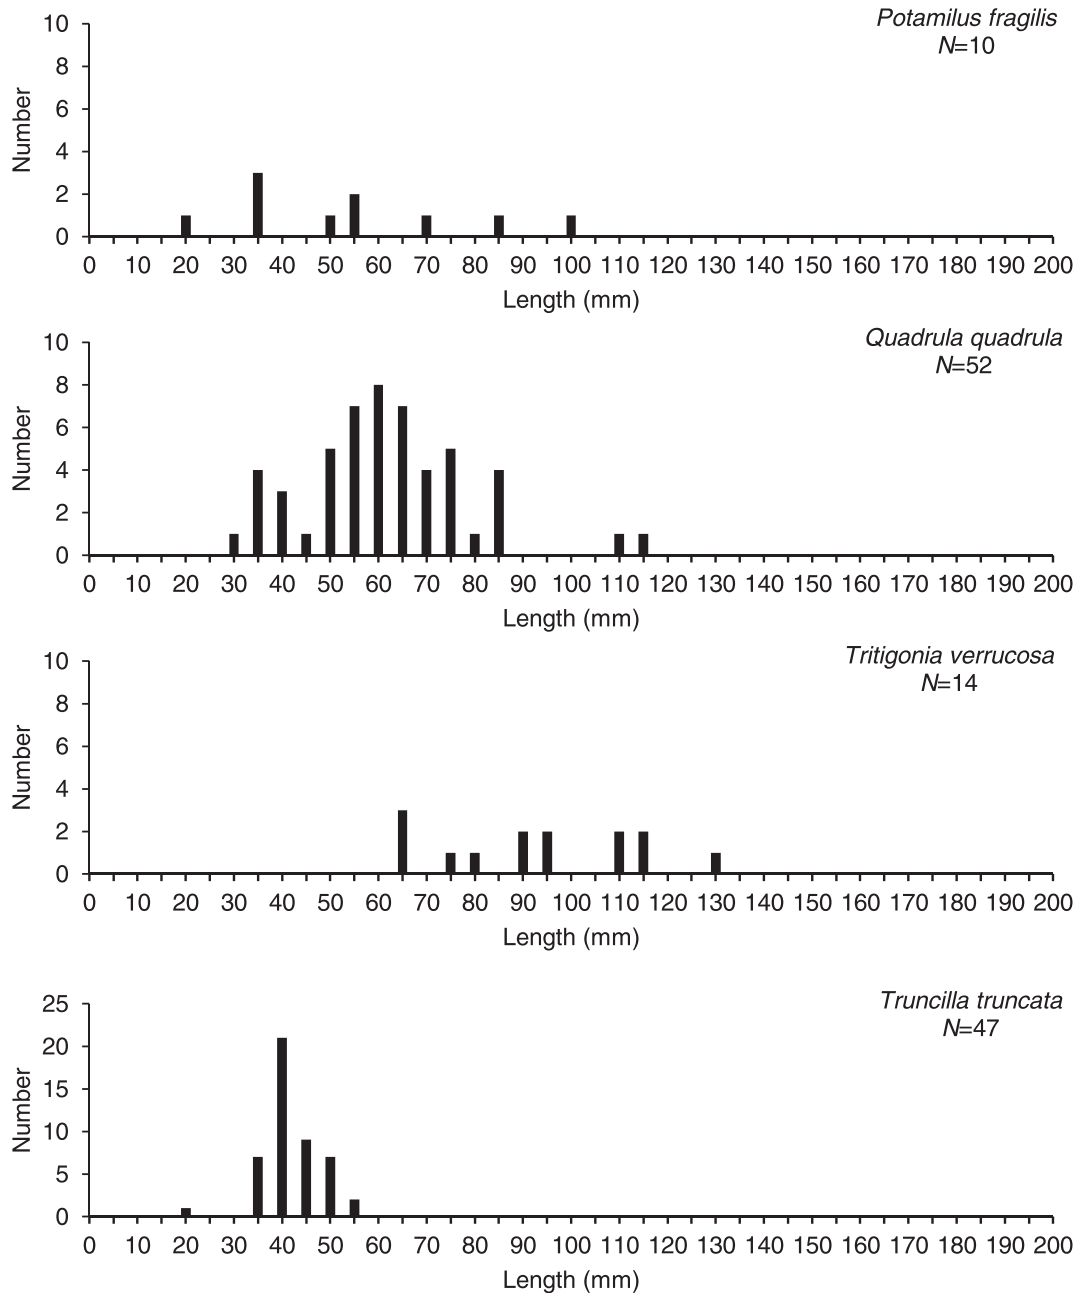 Potamilus fragilis
N=10
10
8
6
4
2
0
Number
0 10 20 30 40 50 60 70 80 90 100 110 120 130 140 150 160 170 180 190 200
Length (mm)
Quadrula quadrula
N=52
10
8
6
4
2
0
Number
0 10 20 30 40 50 60 70 80 90 100 110 120 130 140 150 160 170 180 190 200
Length (mm)
Tritigonia verrucosa
N=14
10
8
6
4
2
0
Number
0 10 20 30 40 50 60 70 80 90 100 110 120 130 140 150 160 170 180 190 200
Length (mm)
Truncilla truncata
N=47
25
20
15
10
5
0
Number
0 10 20 30 40 50 60 70 80 90 100 110 120 130 140 150 160 170 180 190 200
Length (mm)